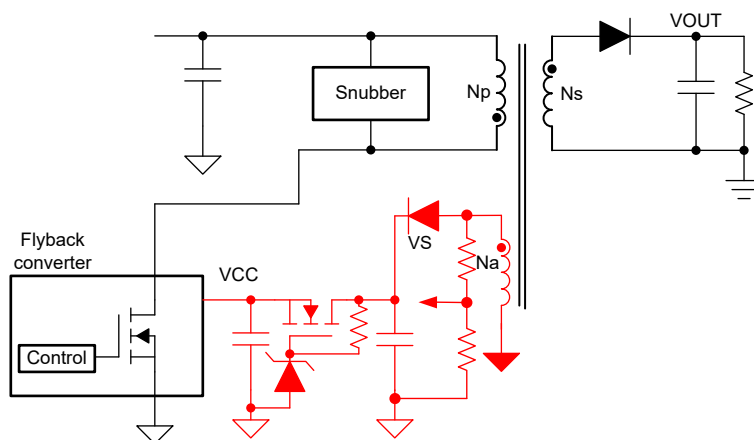 VOUT
Snubber
Np
Ns
Flyback
converter
VS
Na
VCC
Control